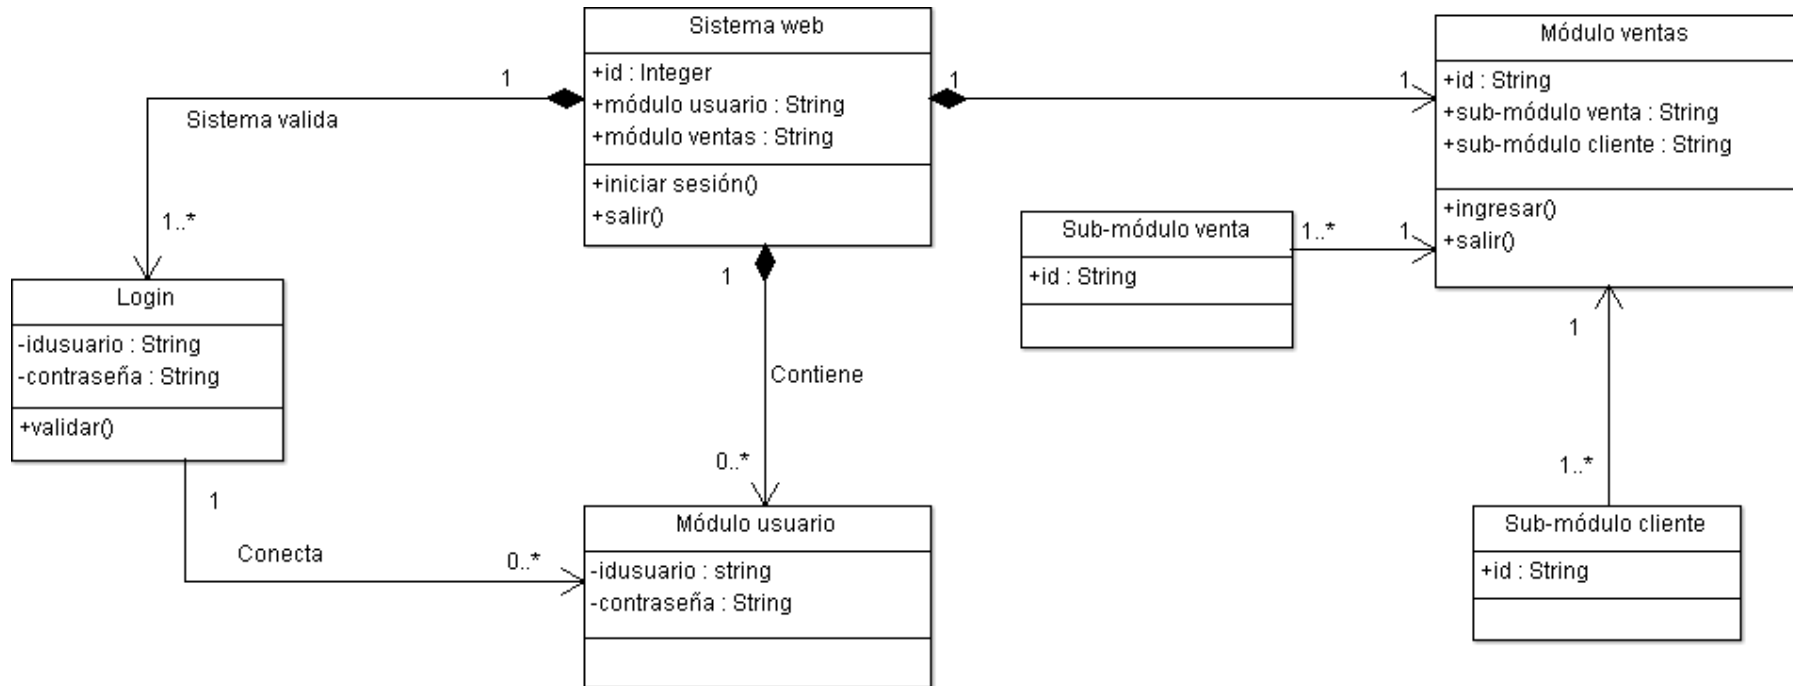 Sistema web
+id : Integer
+módulo usuario : String
+módulo ventas : String
+iniciar sesión()
+salir()
Módulo ventas
+id : String
+sub-módulo venta : String
+sub-módulo cliente : String
+ingresar()
+salir()
1
Sistema valida
1..*
1
1
Sub-módulo venta
+id : String
1..*
1
Login
-idusuario : String
-contraseña : String
+validar()
1
Contiene
0..*
1
1..*
1
Conecta
0..*
Módulo usuario
-idusuario : string
-contraseña : String
Sub-módulo cliente
+id : String